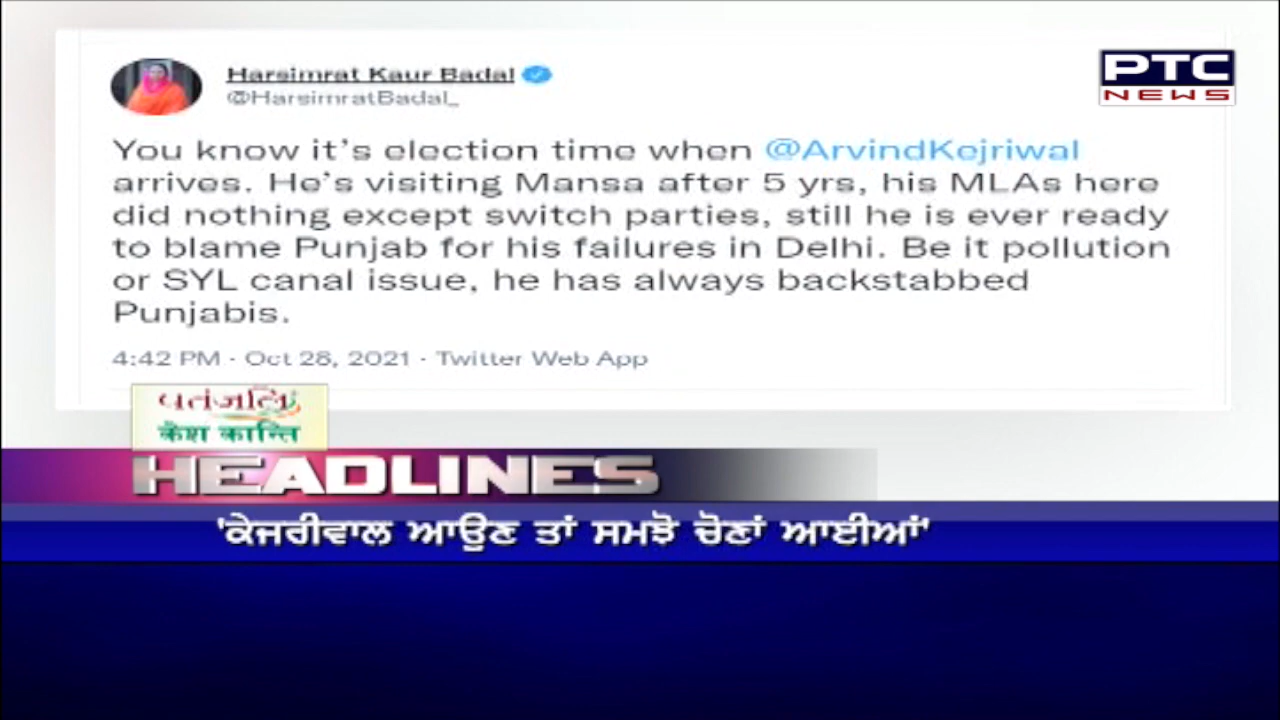 Harsimrat Kaur Badal
@HarsimratBadal_
PTC
NEWS
You know it's election time when @ArvindKejriwal
arrives. He's visiting Mansa after 5 yrs, his MLAs here
did nothing except switch parties, still he is ever ready
to blame Punjab for his failures in Delhi. Be it pollution
or SYL canal issue, he has always backstabbed
Punjabis.
4:42 PM · Oct 28, 2021 · Twitter Web App
पतंजलि
केश कान्ति
HEADLINES
'ਕੇਜਰੀਵਾਲ ਆਉਣ ਤਾਂ ਸਮਝੋ ਚੋਣਾਂ ਆਈਆਂ'